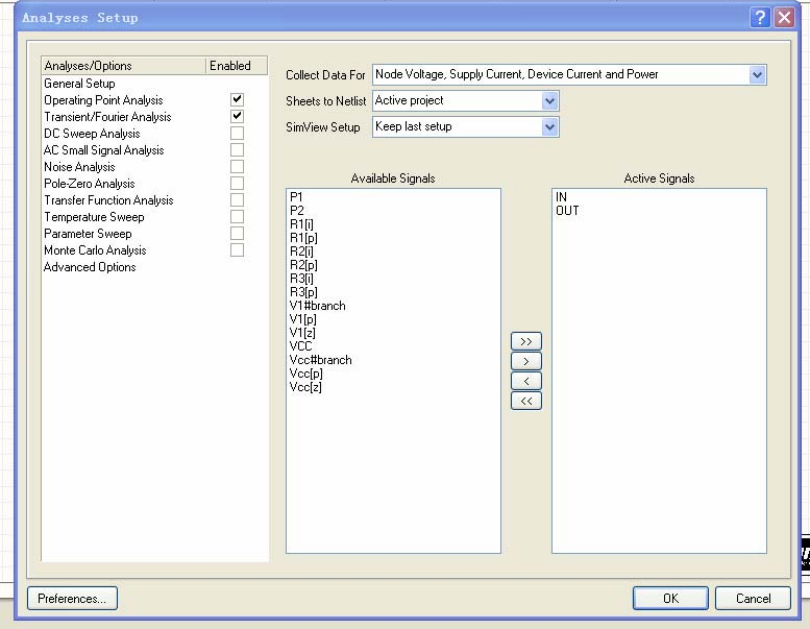 Analyses Setup
Analyses/Options Enabled
General Setup
Operating Point Analysis
Transient/Fourier Analysis
DC Sweep Analysis
AC Small Signal Analysis
Noise Analysis
Pole-Zero Analysis
Transfer Function Analysis
Temperature Sweep
Parameter Sweep
Monte Carlo Analysis
Advanced Options
Collect Data For Node Voltage, Supply Current, Device Current and Power
Sheets to Netlist Active project
SimView Setup Keep last setup
Available Signals
P1
P2
R1[i]
R1[p]
R2[i]
R2[p]
R3[i]
R3[p]
V1#branch
V1[p]
V1[z]
VCC
Vcc#branch
Vcc[p]
Vcc[z]
>>
>
<
<<
Active Signals
IN
OUT
Preferences...
OK
Cancel